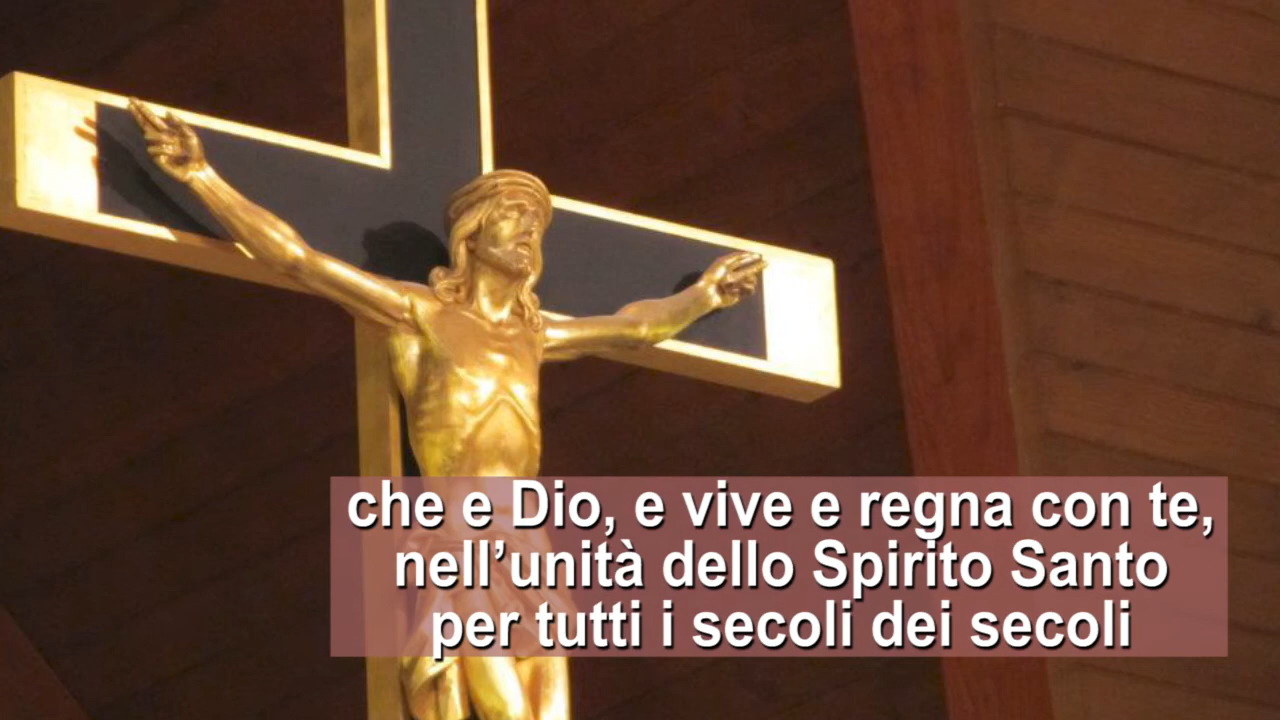 che e Dio, e vive e regna con te,
nell’unità dello Spirito Santo
per tutti i secoli dei secoli